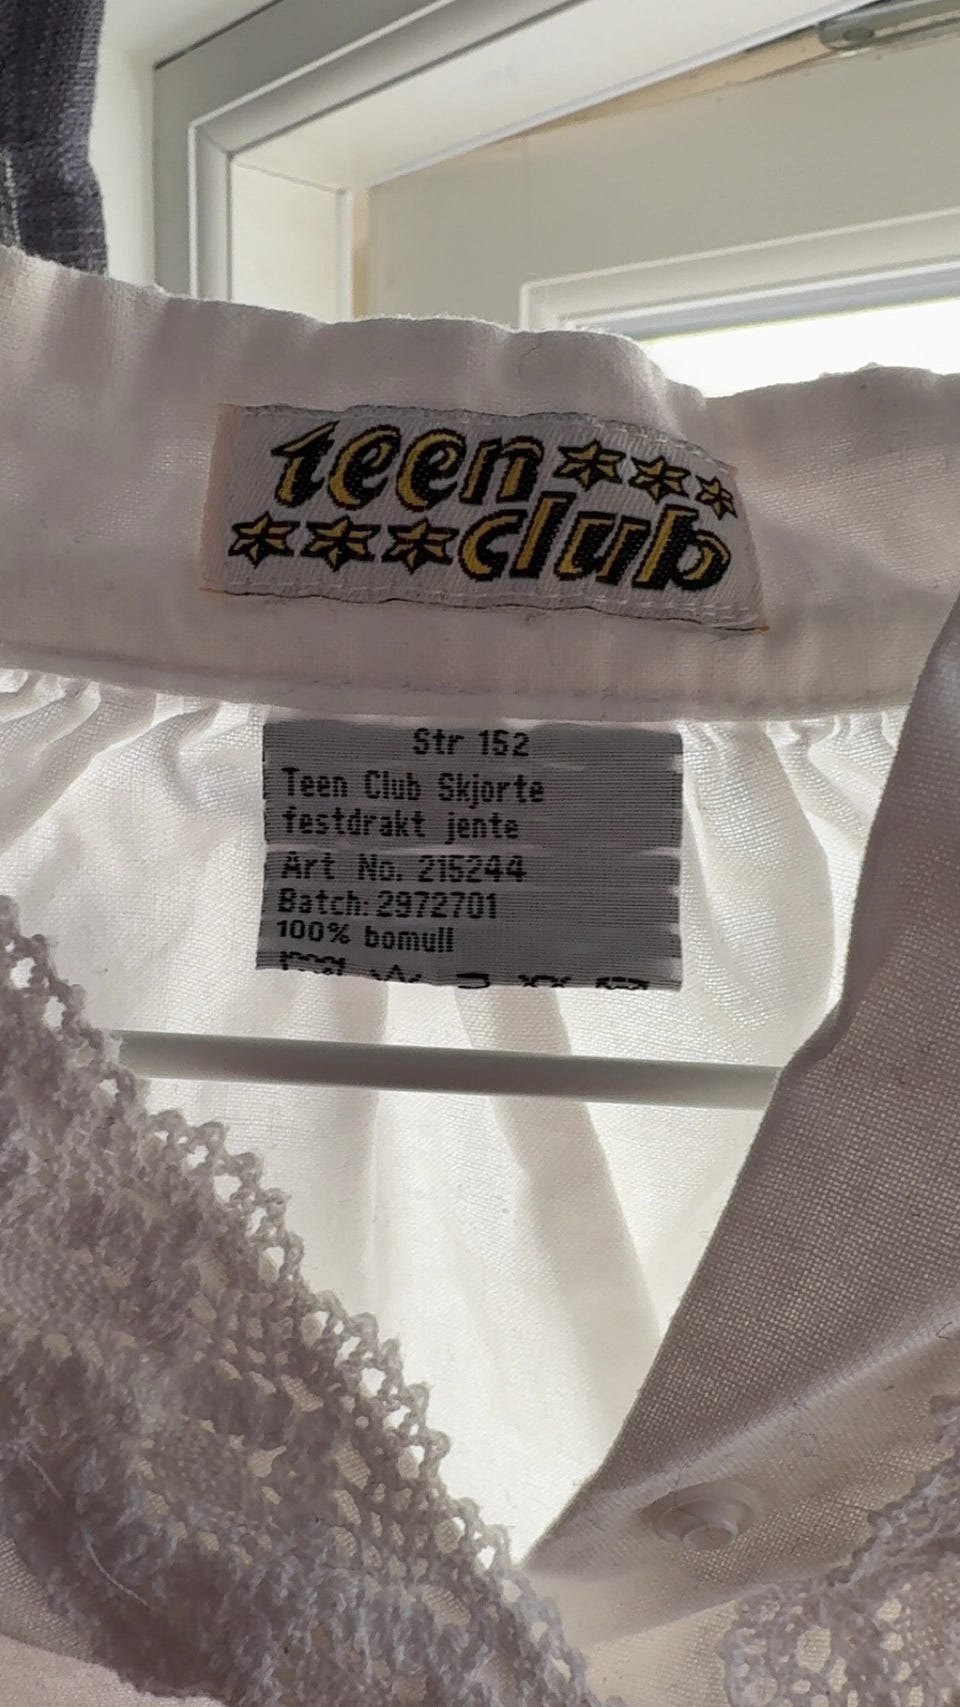 teen
club
Str 152
Teen Club Skjorte
festdrakt jente
Art No. 215244
Batch: 2972701
100% bomull